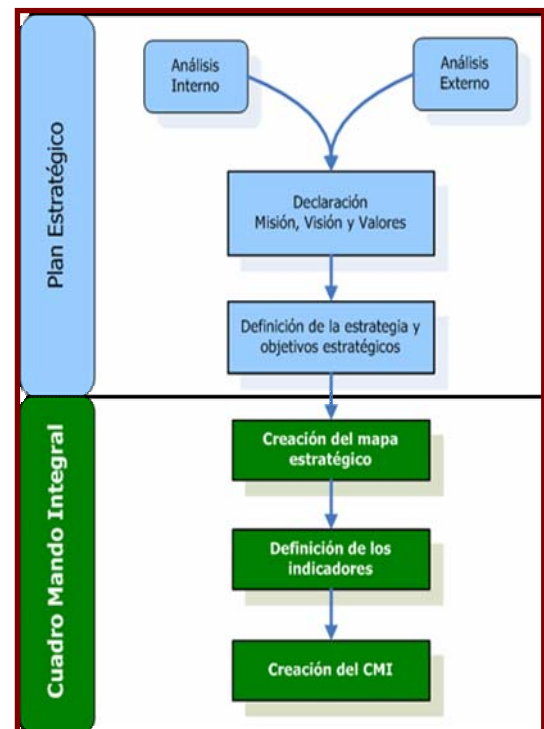 Plan Estratégico
Análisis
Interno
Análisis
Externo
Declaración
Misión, Visión y Valores
Definición de la estrategia y
objetivos estratégicos
Cuadro Mando Integral
Creación del mapa
estratégico
Definición de los
indicadores
Creación del CMI